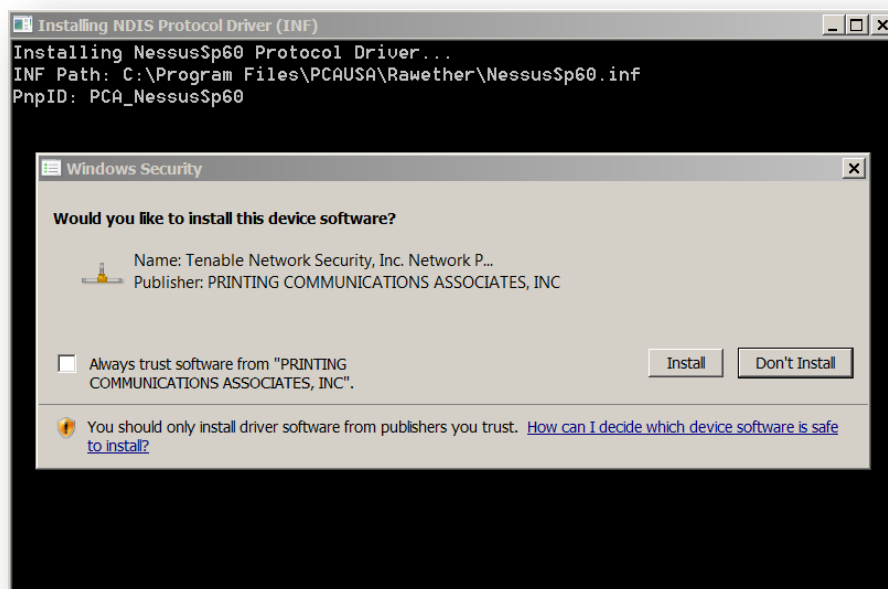 Installing NDIS Protocol Driver (INF)
Installing NessusSp60 Protocol Driver...
INF Path: C:\Program Files\PCAUSA\Rawether\NessusSp60.inf
PnpID: PCA_NessusSp60
Windows Security
Would you like to install this device software?
Name: Tenable Network Security, Inc. Network P...
Publisher: PRINTING COMMUNICATIONS ASSOCIATES, INC
Always trust software from "PRINTING
COMMUNICATIONS ASSOCIATES, INC".
Install
Don't Install
You should only install driver software from publishers you trust. How can I decide which device software is safe
to install?